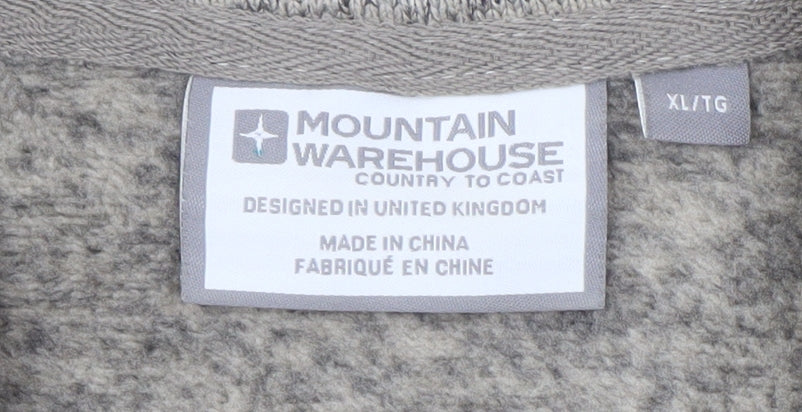 MOUNTAIN
WAREHOUSE
COUNTRY TO COAST
DESIGNED IN UNITED KINGDOM
MADE IN CHINA
FABRIQUÉ EN CHINE
XL/TG